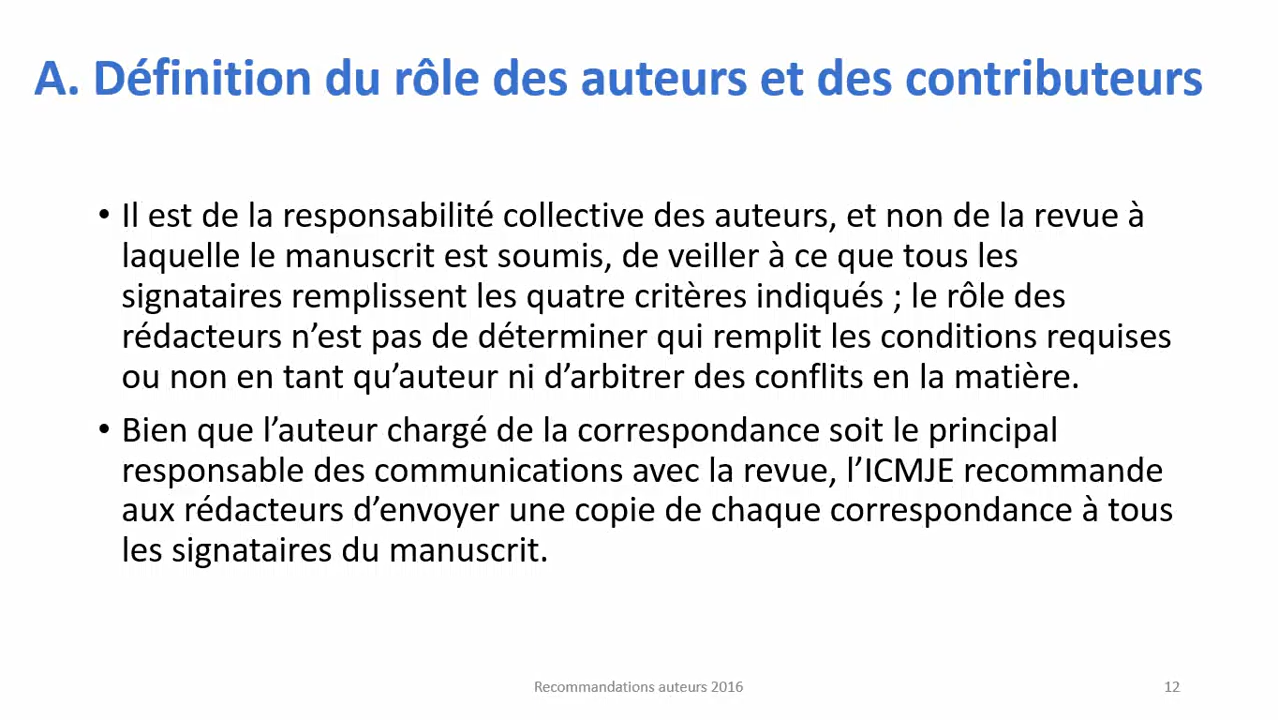 A. Définition du rôle des auteurs et des contributeurs
• Il est de la responsabilité collective des auteurs, et non de la revue à
laquelle le manuscrit est soumis, de veiller à ce que tous les
signataires remplissent les quatre critères indiqués ; le rôle des
rédacteurs n’est pas de déterminer qui remplit les conditions requises
ou non en tant qu’auteur ni d’arbitrer des conflits en la matière.
• Bien que l’auteur chargé de la correspondance soit le principal
responsable des communications avec la revue, l’ICMJE recommande
aux rédacteurs d’envoyer une copie de chaque correspondance à tous
les signataires du manuscrit.
Recommandations auteurs 2016
12